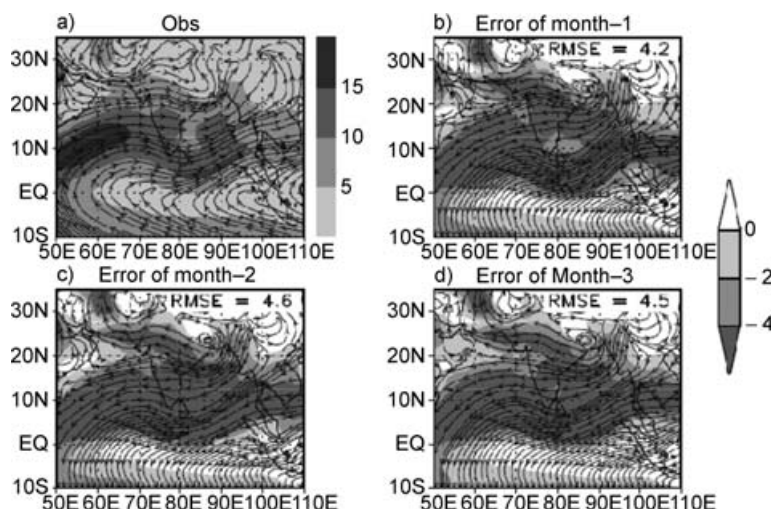 a) Obs
b) Error of month–1
RMSE = 4.2
30N
20N
10N
EQ
10S
50E 60E 70E 80E 90E 100E 110E
15
10
5
30N
20N
10N
EQ
10S
50E 60E 70E 80E 90E 100E 110E
0
–2
–4
c) Error of month–2
RMSE = 4.6
d) Error of Month–3
RMSE = 4.5
30N
20N
10N
EQ
10S
50E 60E 70E 80E 90E 100E 110E
30N
20N
10N
EQ
10S
50E 60E 70E 80E 90E 100E 110E